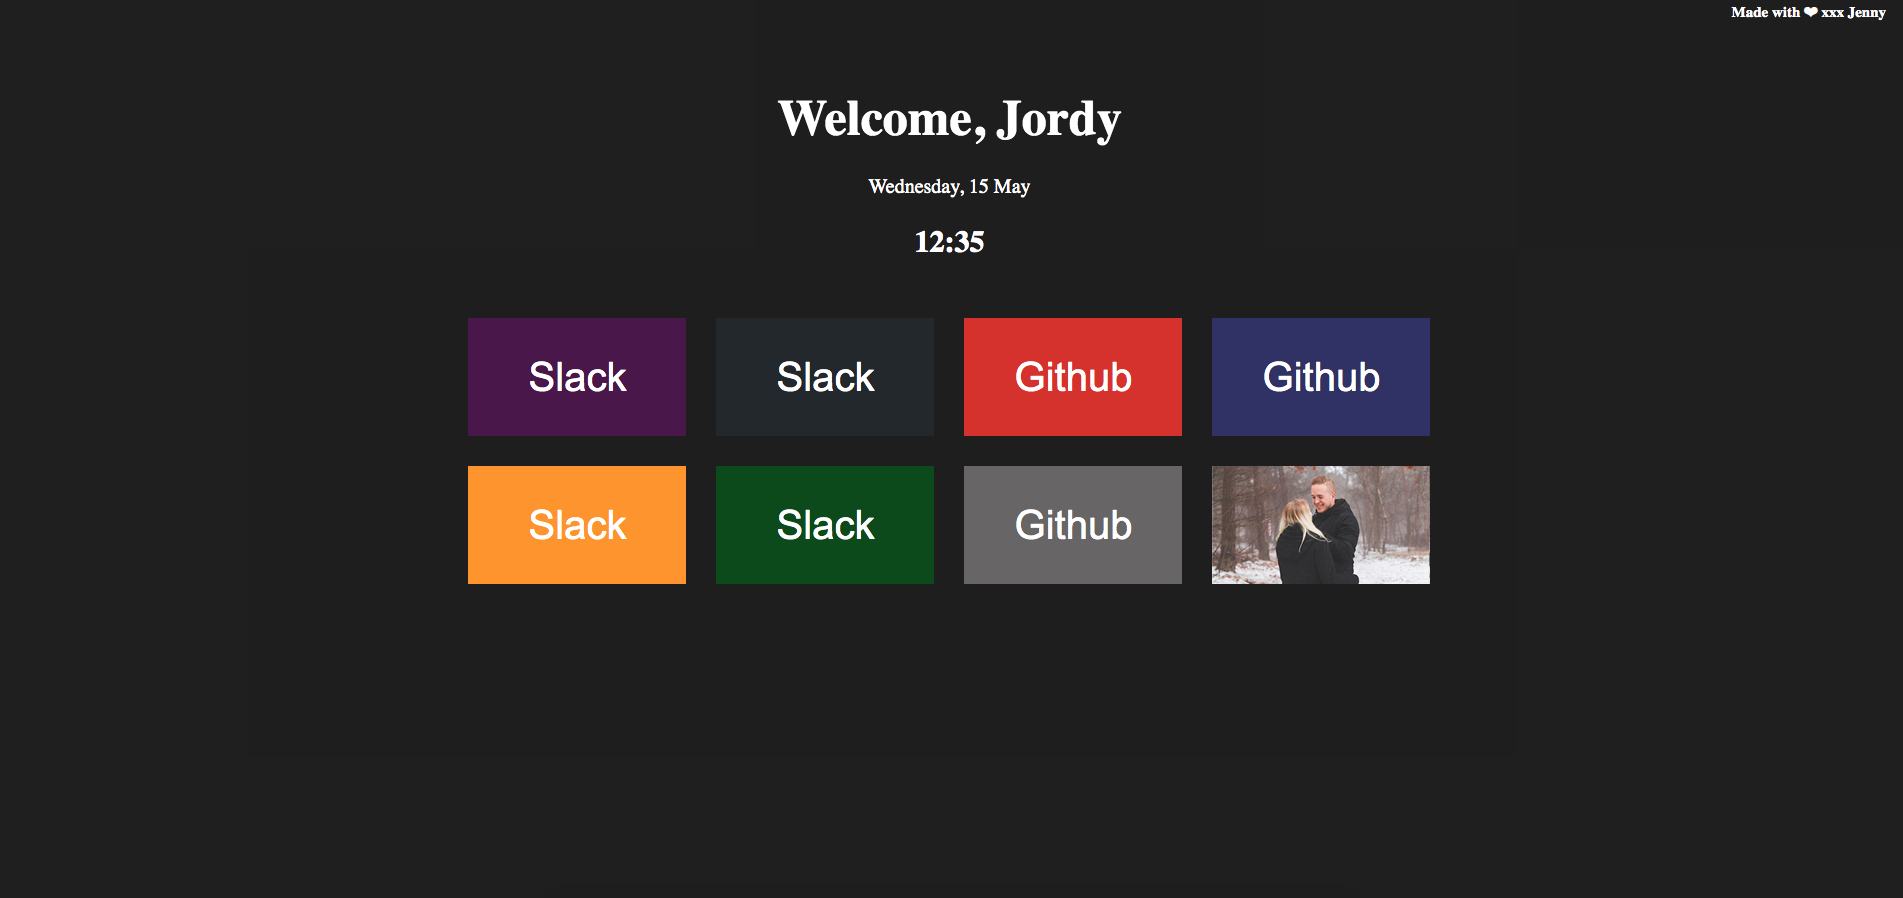 Made with ❤ xxx Jenny
Welcome, Jordy
Wednesday, 15 May
12:35
Slack
Slack
Github
Github
Slack
Slack
Github